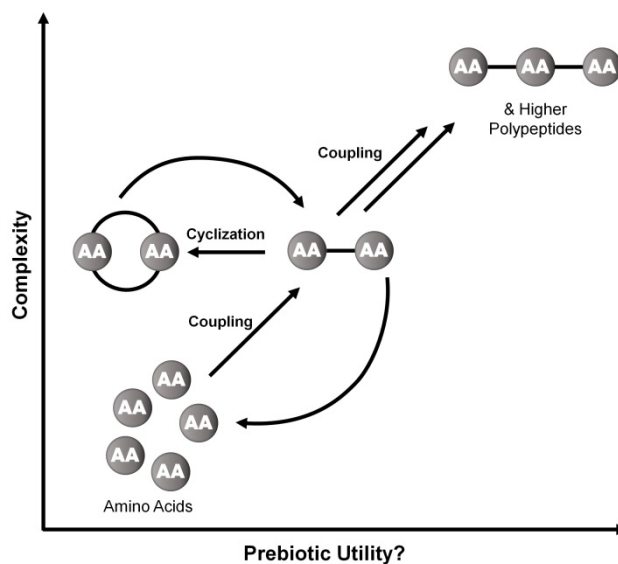 AA AA AA
& Higher
Polypeptides
Coupling
Cyclization
AA AA
AA AA
Coupling
AA
AA
AA
AA
AA
Amino Acids
Complexity
Prebiotic Utility?